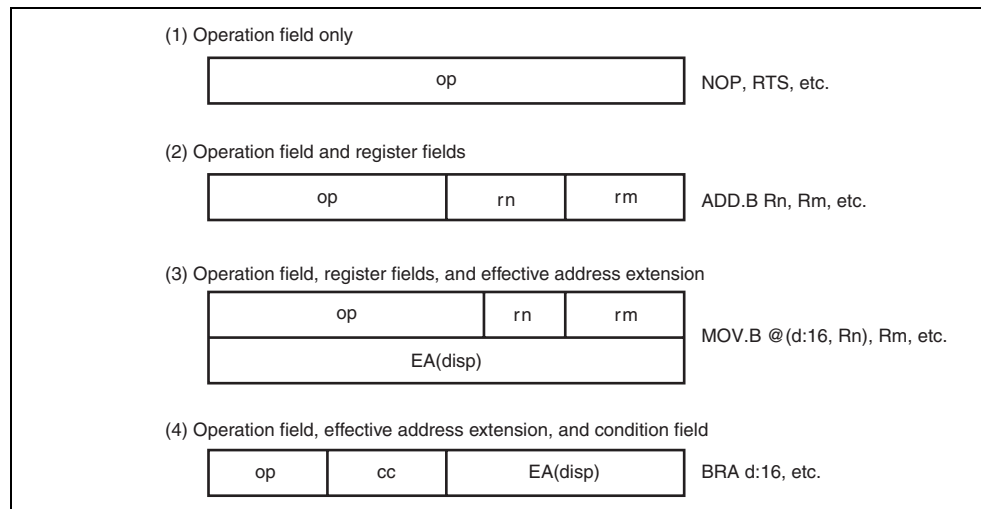 (1) Operation field only
op
NOP, RTS, etc.
(2) Operation field and register fields
op rn rm
ADD.B Rn, Rm, etc.
(3) Operation field, register fields, and effective address extension
op rn rm
MOV.B @(d:16, Rn), Rm, etc.
EA(disp)
(4) Operation field, effective address extension, and condition field
op cc EA(disp)
BRA d:16, etc.